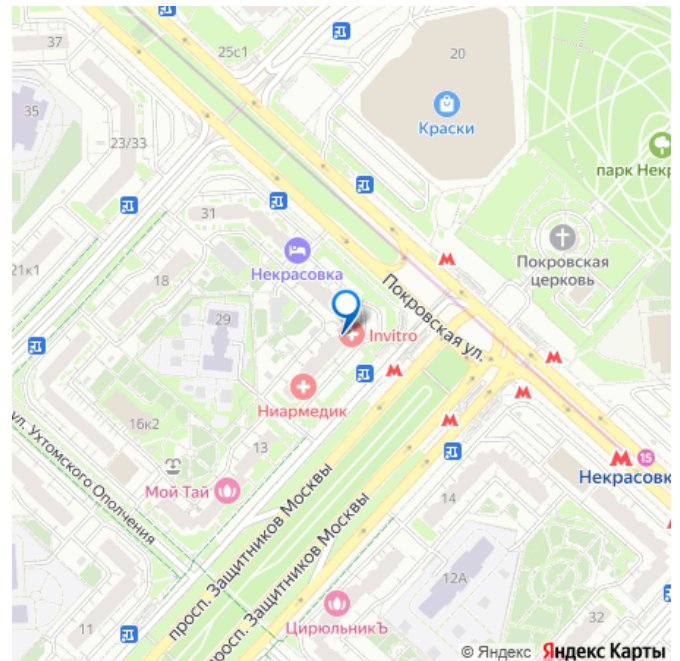 37
25с1
20
35
Краски
23/33
парк Некр
31
Покровская
церковь
21к1
Некрасовка
18
Покровская ул.
29
Invitro
Ниармедик
16к2
13
15
Некрасовк
ул. Ухтомского Ополчения
Мой Тай
просп. Защитников Москвы
просп. Защитников Москвы
14
12А
ЦирюльникЪ
32
11
© Яндекс Яндекс Карты